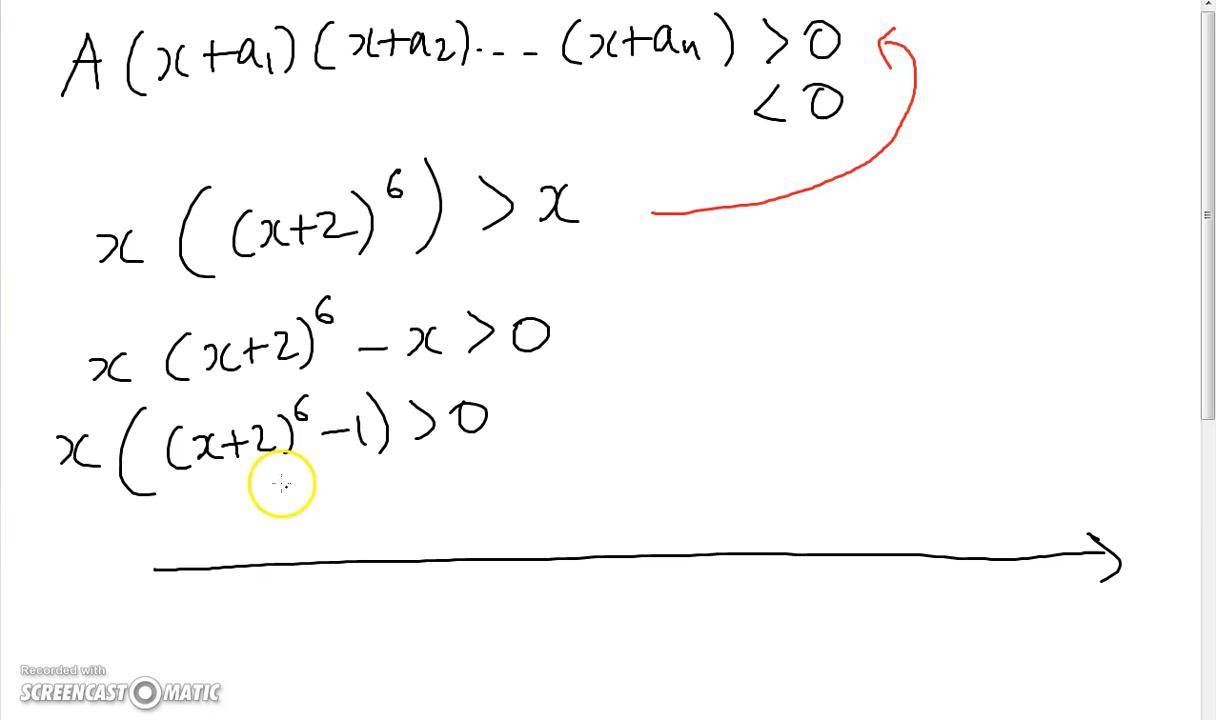 A(x+a₁)(x+a₂)...(x+aₙ) >0
<0
x((x+2)⁶)>x
x(x+2)⁶-x>0
x((x+2)⁶-1)>0
Recorded with
SCREENCAST O MATIC